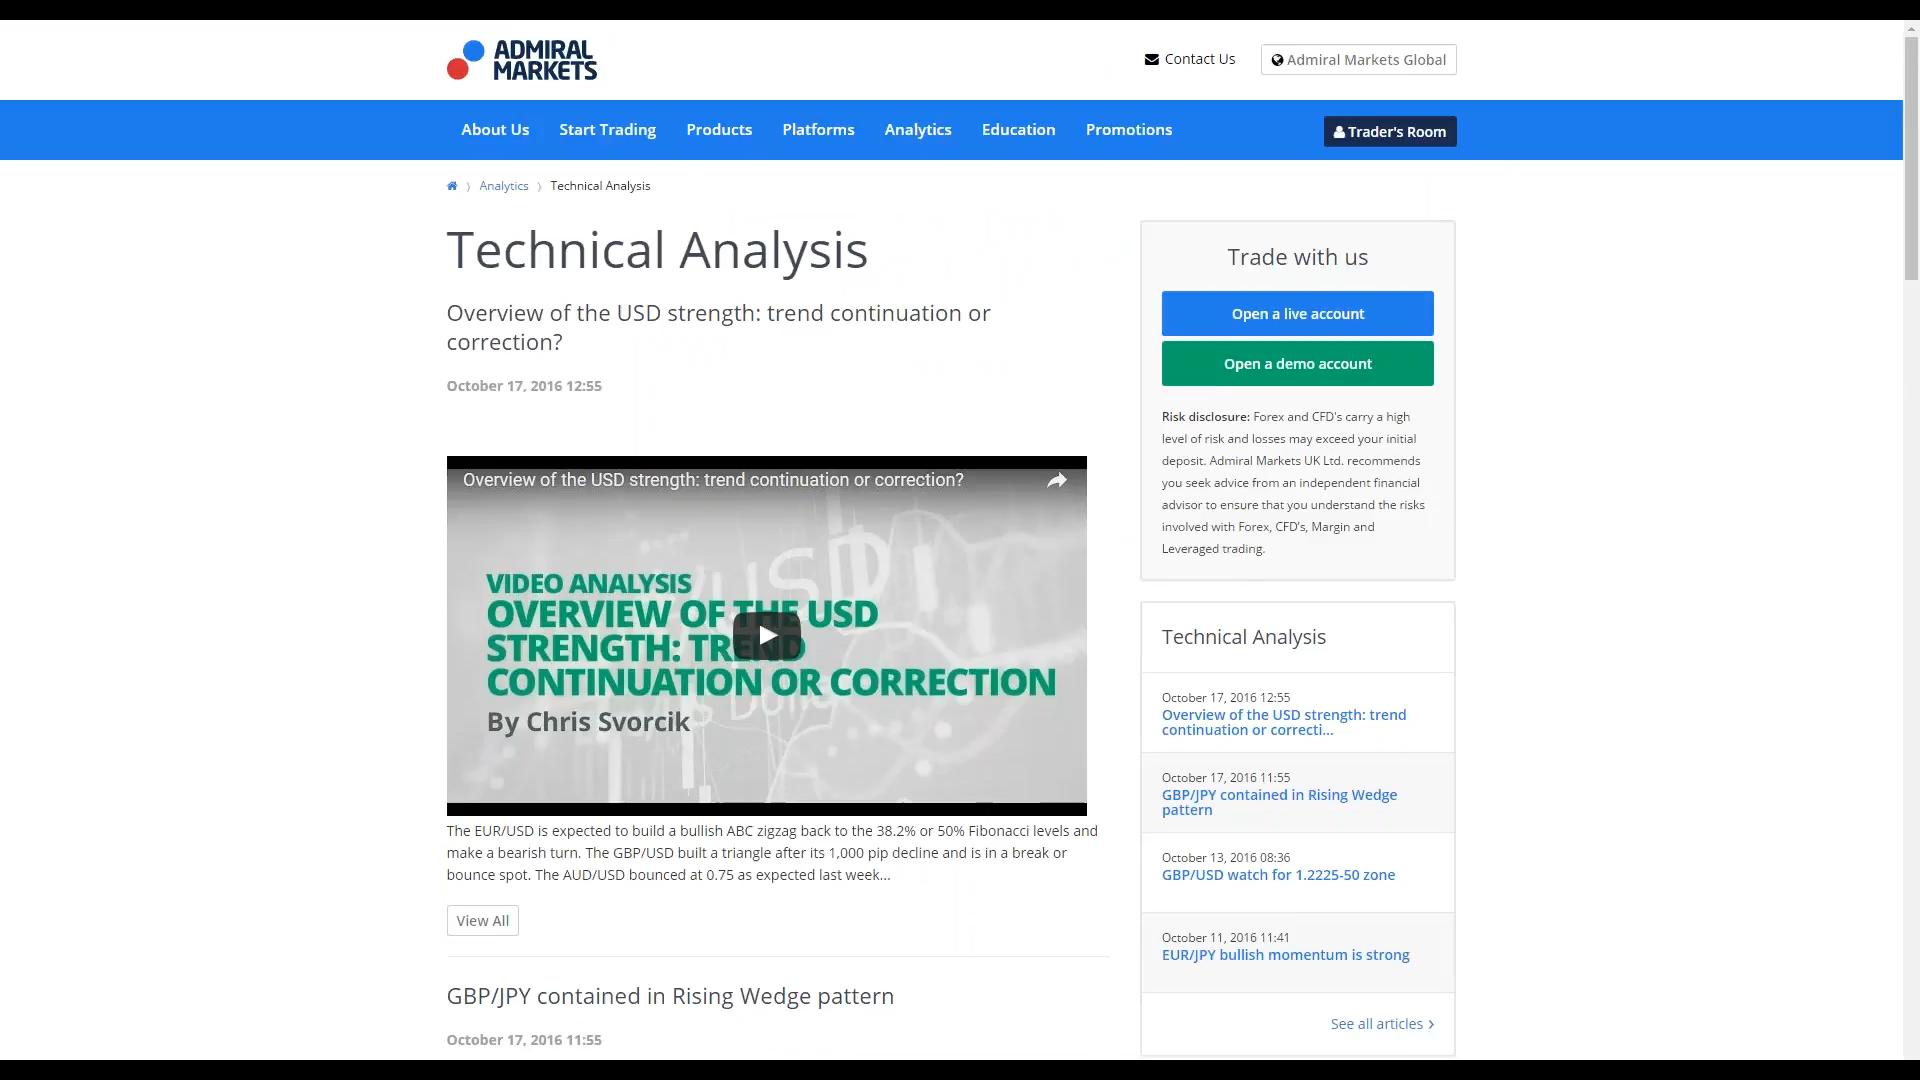 ADMIRAL
MARKETS
Contact Us
Admiral Markets Global
About Us
Start Trading
Products
Platforms
Analytics
Education
Promotions
Trader's Room
Analytics
Technical Analysis
Technical Analysis
Overview of the USD strength: trend continuation or
correction?
October 17, 2016 12:55
Overview of the USD strength: trend continuation or correction?
VIDEO ANALYSIS
OVERVIEW OF THE USD
STRENGTH: TREND
CONTINUATION OR CORRECTION
By Chris Svorcik
The EUR/USD is expected to build a bullish ABC zigzag back to the 38.2% or 50% Fibonacci levels and
make a bearish turn. The GBP/USD built a triangle after its 1,000 pip decline and is in a break or
bounce spot. The AUD/USD bounced at 0.75 as expected last week...
View All
GBP/JPY contained in Rising Wedge pattern
October 17, 2016 11:55
Trade with us
Open a live account
Open a demo account
Risk disclosure: Forex and CFD's carry a high
level of risk and losses may exceed your initial
deposit. Admiral Markets UK Ltd. recommends
you seek advice from an independent financial
advisor to ensure that you understand the risks
involved with Forex, CFD's, Margin and
Leveraged trading.
Technical Analysis
October 17, 2016 12:55
Overview of the USD strength: trend
continuation or correcti...
October 17, 2016 11:55
GBP/JPY contained in Rising Wedge
pattern
October 13, 2016 08:36
GBP/USD watch for 1.2225-50 zone
October 11, 2016 11:41
EUR/JPY bullish momentum is strong
See all articles